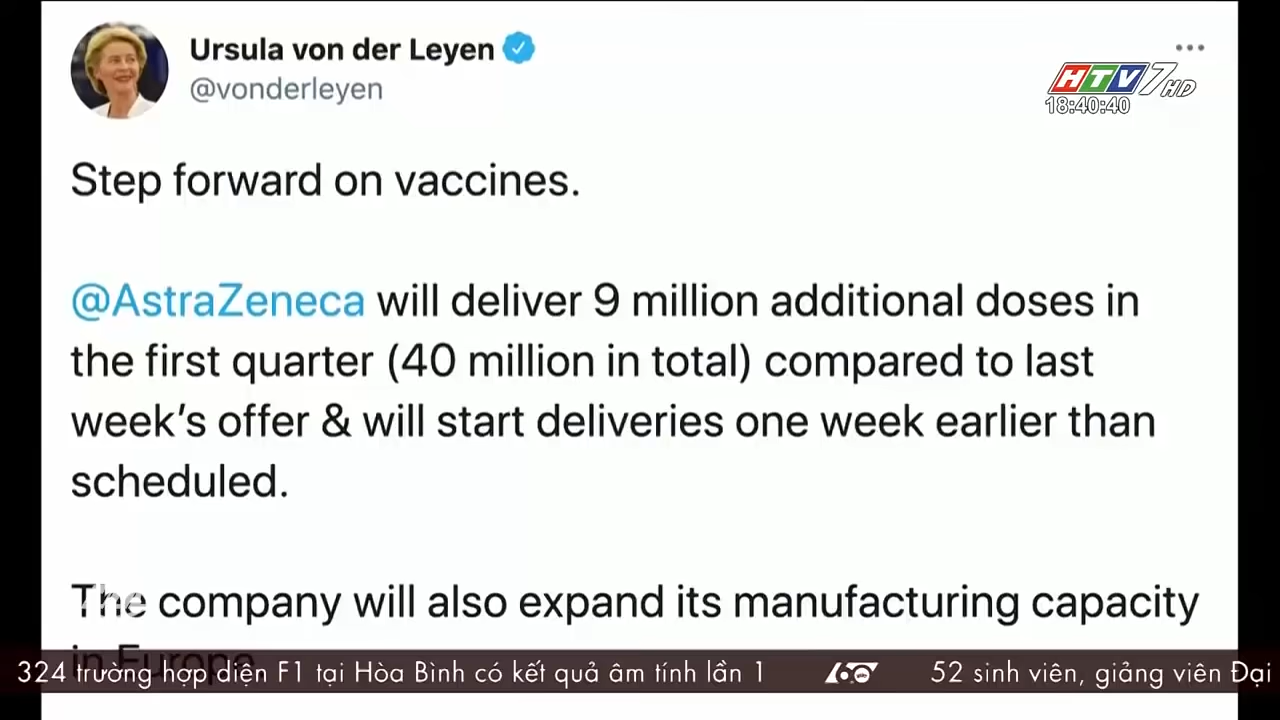 Ursula von der Leyen
@vonderleyen
HTV7 HD
18:40:40
Step forward on vaccines.
@AstraZeneca will deliver 9 million additional doses in
the first quarter (40 million in total) compared to last
week’s offer & will start deliveries one week earlier than
scheduled.
The company will also expand its manufacturing capacity
in Europe
324 trường hợp diện F1 tại Hòa Bình có kết quả âm tính lần 1
52 sinh viên, giảng viên Đại